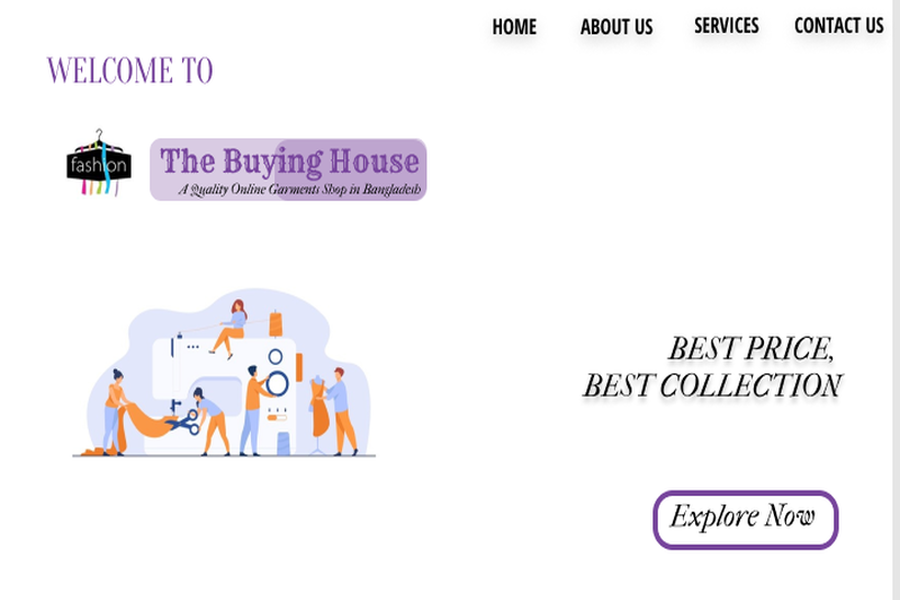 HOME ABOUT US SERVICES CONTACT US
WELCOME TO
fashion
The Buying House
A Quality Online Garments Shop in Bangladesh
BEST PRICE,
BEST COLLECTION
Explore Now